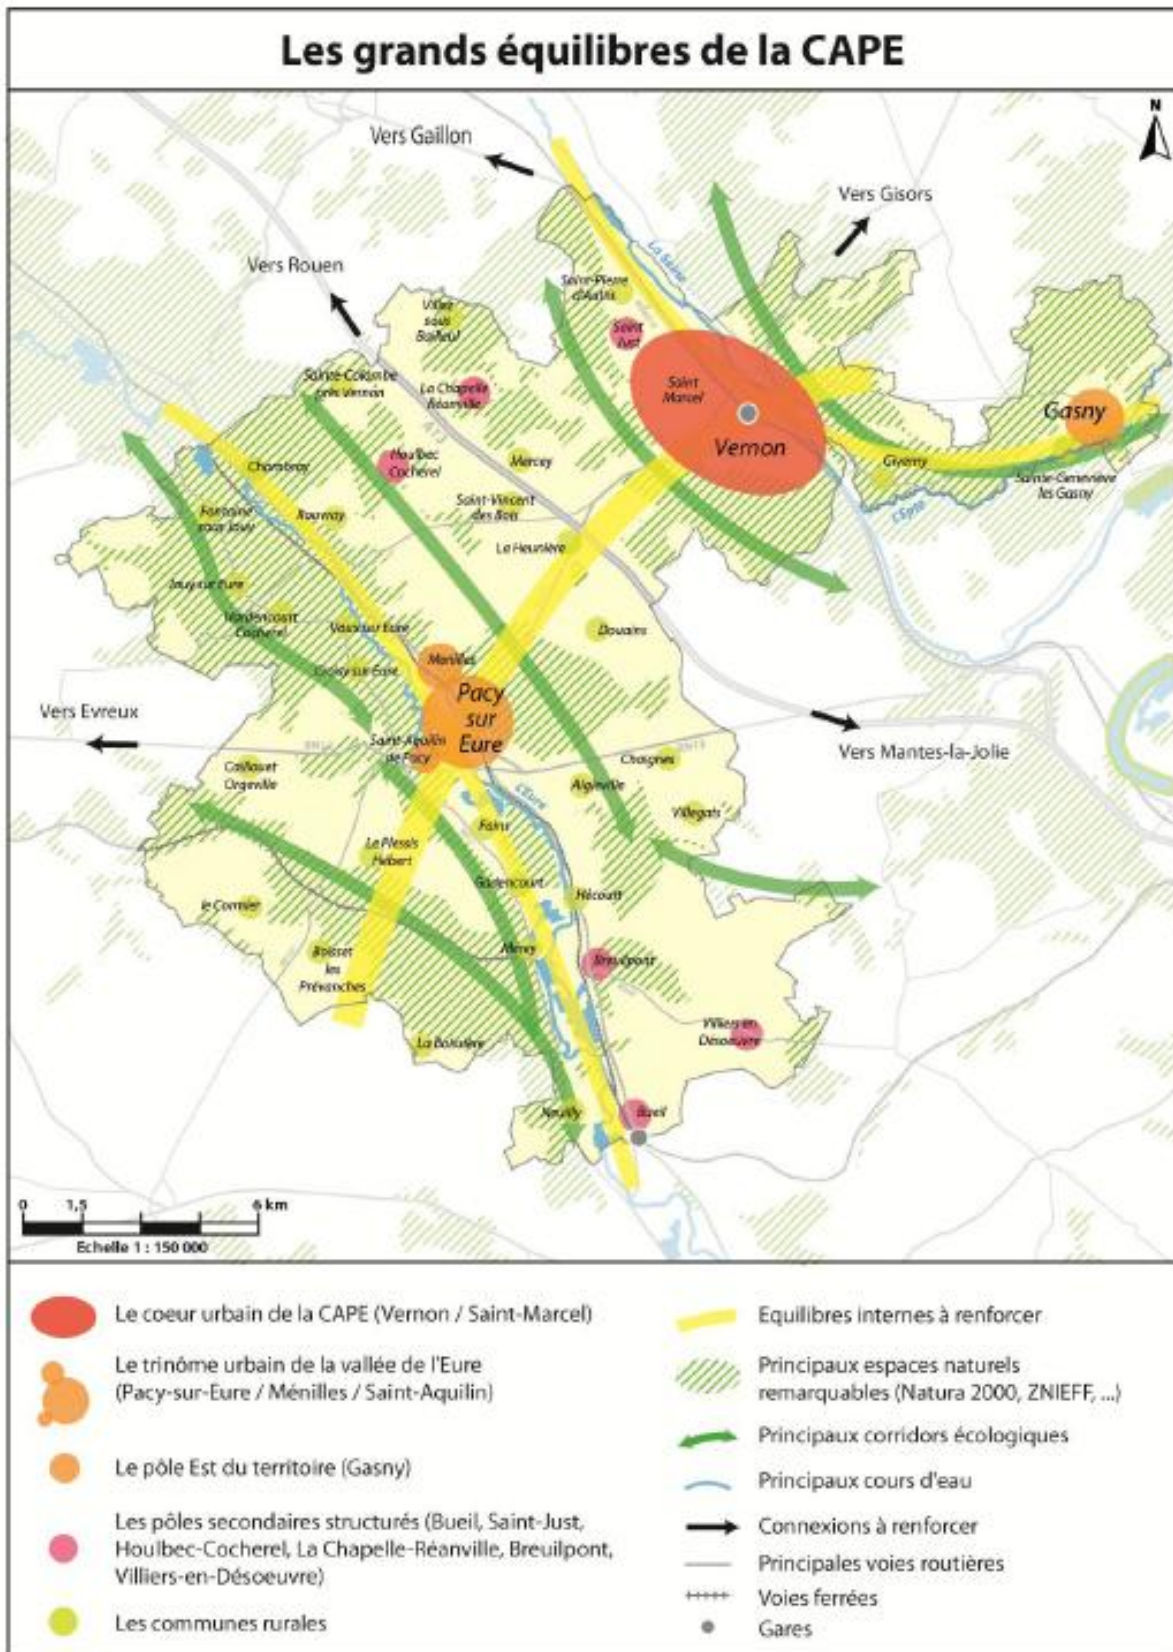 Les grands équilibres de la CAPE
N
Vers Gaillon
Vers Gisors
Vers Rouen
La Seine
Saint-Pierre
d'Autils
Villez
sous
Bailleul
Saint
Just
Sainte-Colombe
près Vernon
La Chapelle
Réanville
Saint
Marcel
Gasny
Vernon
A13
Houlbec
Cocherel
Mercey
Chambray
Giverny
Sainte-Geneviève
les Gasny
Saint-Vincent
des Bois
L'Epte
Fontaine
sous Jouy
Rouvray
La Heunière
Jouy sur Eure
Hardencourt
Cocherel
Vaux sur Eure
Douains
Croisy sur Eure
Menilles
Pacy
sur
Eure
Vers Evreux
Saint-Aquilin
de Pacy
RN13
Vers Mantes-la-Jolie
Caillouet
Orgeville
Chaignes
RN13
Aigleville
L'Eure
Villegats
Fains
Le Plessis
Hébert
Gadencourt
Hécourt
le Cormier
Merey
Boisset
les
Prévanches
Breuilpont
Villiers en
Désoeuvre
La Boissière
Neuilly
Bueil
0 1,5 6 km
Echelle 1 : 150 000
Le coeur urbain de la CAPE (Vernon / Saint-Marcel)
Le trinôme urbain de la vallée de l'Eure
(Pacy-sur-Eure / Ménilles / Saint-Aquilin)
Le pôle Est du territoire (Gasny)
Les pôles secondaires structurés (Bueil, Saint-Just,
Houlbec-Cocherel, La Chapelle-Réanville, Breuilpont,
Villiers-en-Désoeuvre)
Les communes rurales
Equilibres internes à renforcer
Principaux espaces naturels
remarquables (Natura 2000, ZNIEFF, ...)
Principaux corridors écologiques
Principaux cours d'eau
Connexions à renforcer
Principales voies routières
Voies ferrées
Gares